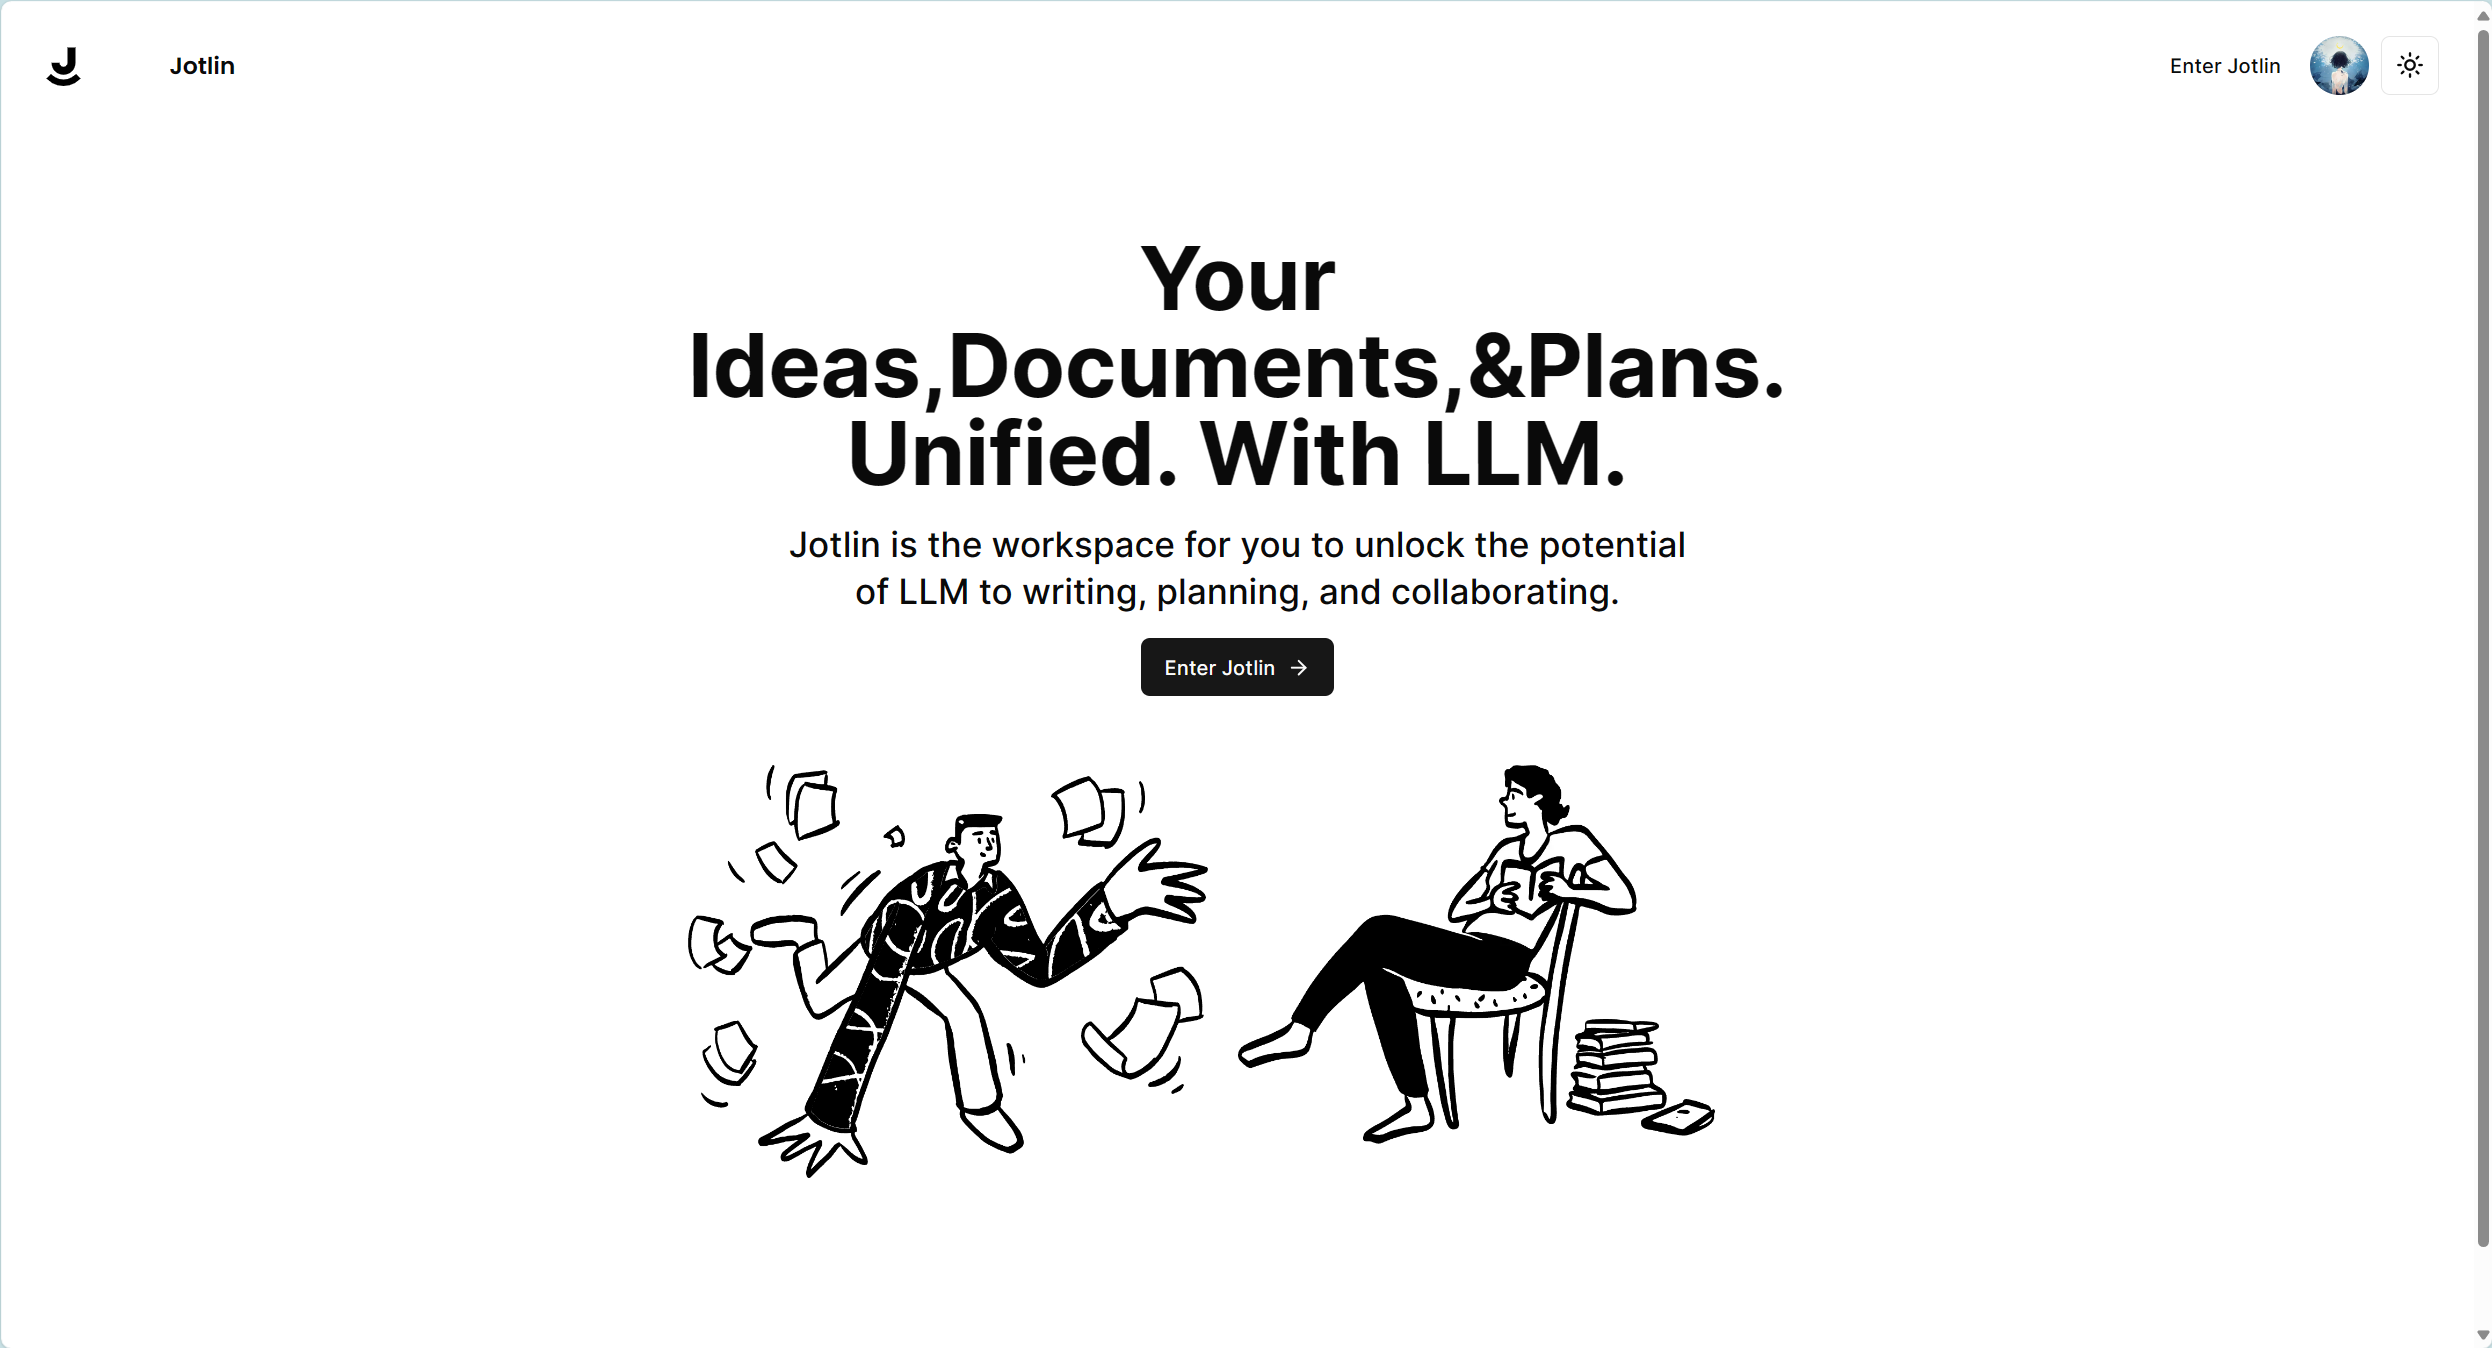 Jotlin
Enter Jotlin
Your
Ideas,Documents,&Plans.
Unified. With LLM.
Jotlin is the workspace for you to unlock the potential
of LLM to writing, planning, and collaborating.
Enter Jotlin